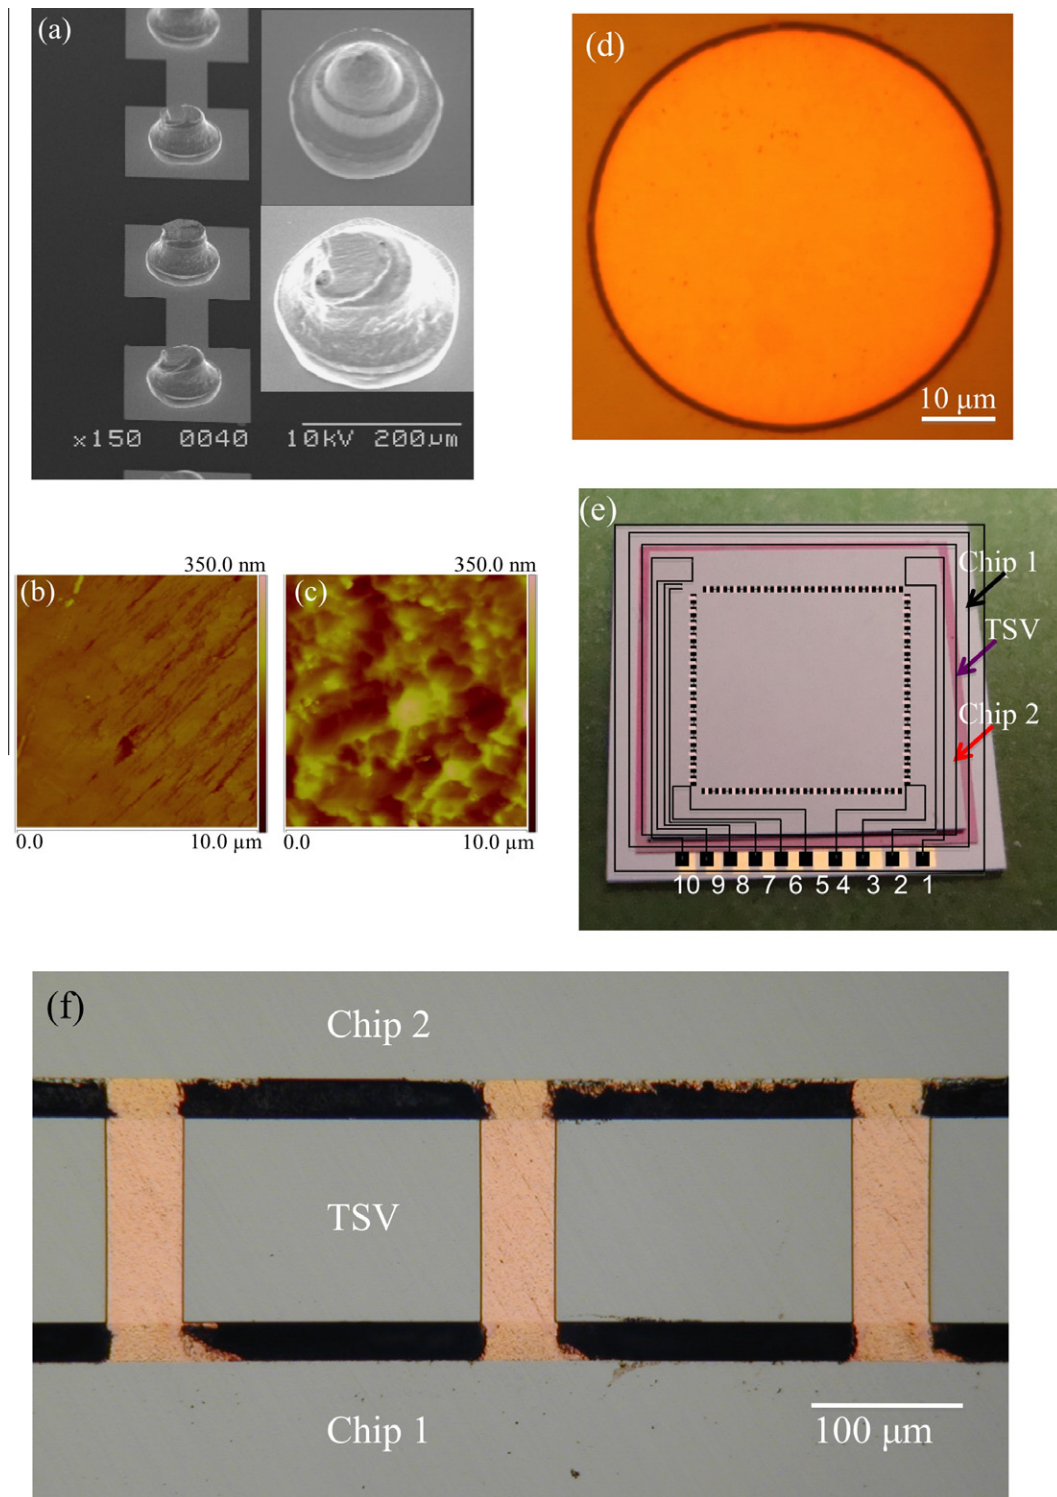 (a)
x150 0040 10kV 200μm
(d)
10 μm
350.0 nm
(b)
0.0 10.0 μm
350.0 nm
(c)
0.0 10.0 μm
(e)
Chip 1
TSV
Chip 2
10 9 8 7 6 5 4 3 2 1
(f)
Chip 2
TSV
Chip 1
100 μm